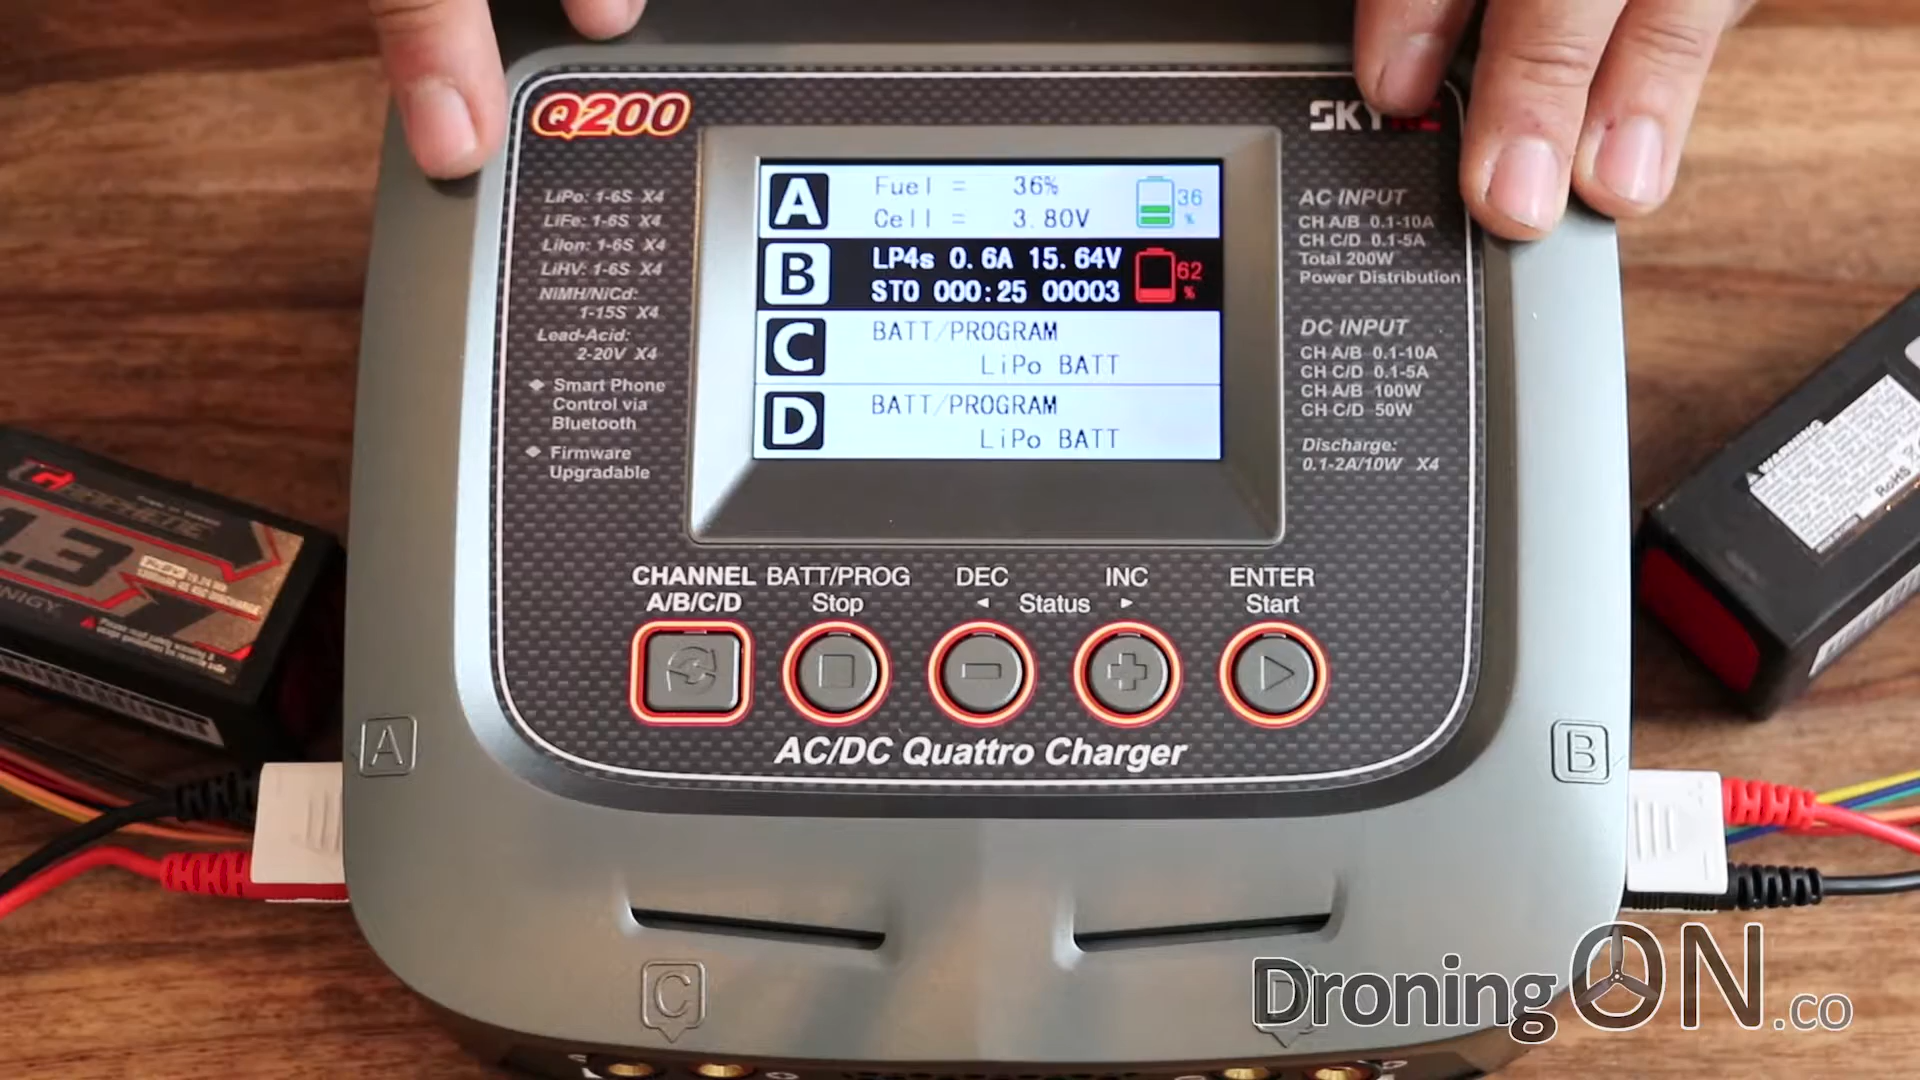 Q200
SKYRC
A
Fuel = 36%
Cell = 3.80V
36
%
B
LP4s 0.6A 15.64V
ST0 000:25 00003
62
%
C
BATT/PROGRAM
LiPo BATT
D
BATT/PROGRAM
LiPo BATT
LiPo: 1-6S X4
LiFe: 1-6S X4
LiIon: 1-6S X4
LiHV: 1-6S X4
NiMH/NiCd:
1-15S X4
Lead-Acid:
2-20V X4
Smart Phone
Control via
Bluetooth
Firmware
Upgradable
AC INPUT
CH A/B 0.1-10A
CH C/D 0.1-5A
Total 200W
Power Distribution
DC INPUT
CH A/B 0.1-10A
CH C/D 0.1-5A
CH A/B 100W
CH C/D 50W
Discharge:
0.1-2A/10W X4
CHANNEL BATT/PROG DEC INC ENTER
A/B/C/D Stop ◄ Status ► Start
AC/DC Quattro Charger
A
B
C
D
GRAPHENE
1.3
WARNING
RoHS
DroningON.co